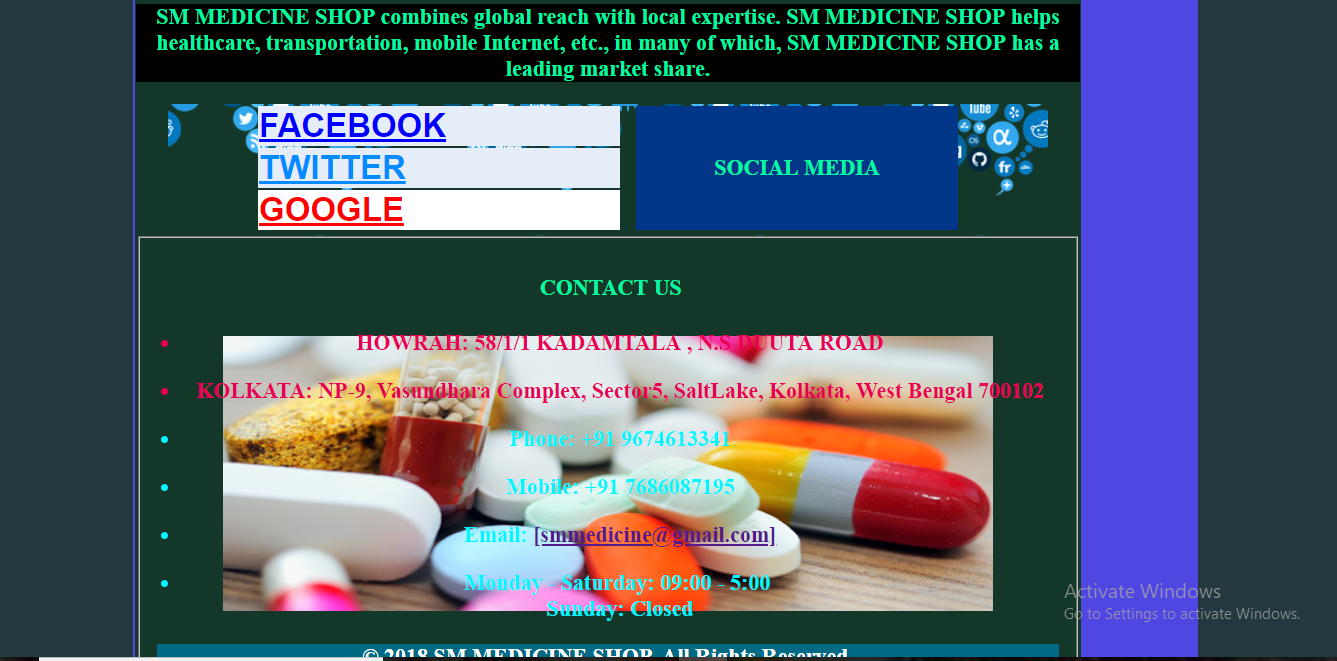 SM MEDICINE SHOP combines global reach with local expertise. SM MEDICINE SHOP helps
healthcare, transportation, mobile Internet, etc., in many of which, SM MEDICINE SHOP has a
leading market share.
FACEBOOK
TWITTER
GOOGLE
SOCIAL MEDIA
Tube
fr
CONTACT US
HOWRAH: 58/1/1 KADAMTALA , N.S DUUTA ROAD
KOLKATA: NP-9, Vasundhara Complex, Sector5, SaltLake, Kolkata, West Bengal 700102
Phone: +91 9674613341
Mobile: +91 7686087195
Email: [smmedicine@gmail.com]
Monday - Saturday: 09:00 - 5:00
Sunday: Closed
Activate Windows
Go to Settings to activate Windows.
© 2018 SM MEDICINE SHOP. All Rights Reserved